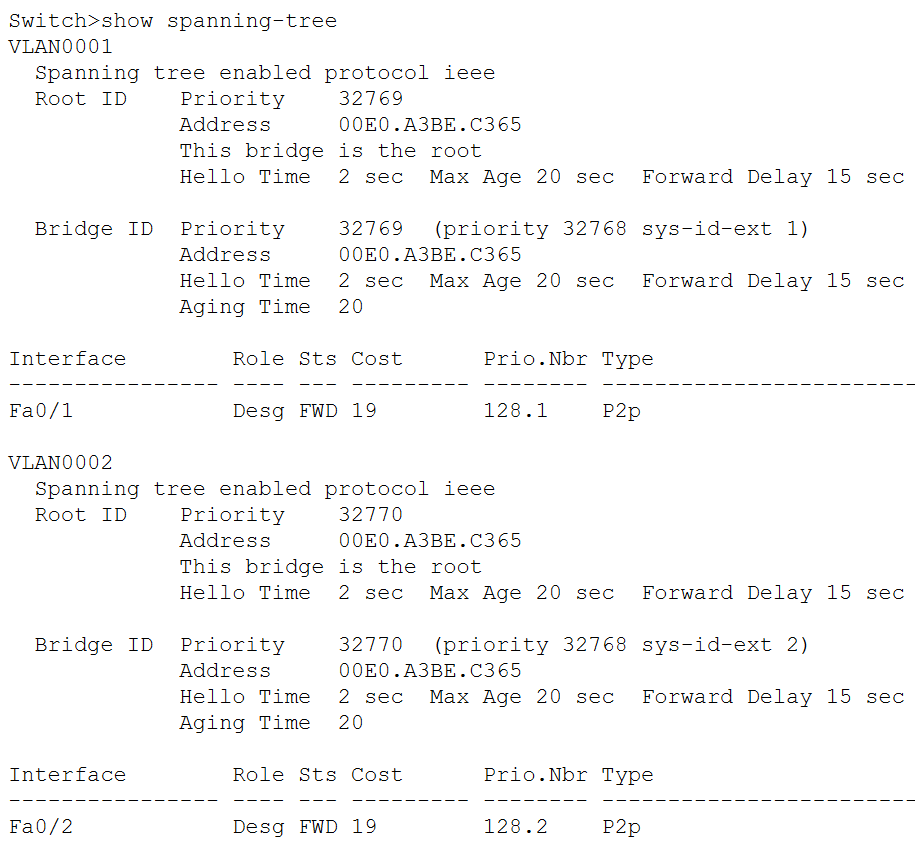 Switch>show spanning-tree
VLAN0001
  Spanning tree enabled protocol ieee
  Root ID    Priority    32769
             Address     00E0.A3BE.C365
             This bridge is the root
             Hello Time  2 sec  Max Age 20 sec  Forward Delay 15 sec

  Bridge ID  Priority    32769  (priority 32768 sys-id-ext 1)
             Address     00E0.A3BE.C365
             Hello Time  2 sec  Max Age 20 sec  Forward Delay 15 sec
             Aging Time  20

Interface        Role Sts Cost      Prio.Nbr Type
---------------- ---- --- --------- -------- ------------------------
Fa0/1            Desg FWD 19        128.1    P2p

VLAN0002
  Spanning tree enabled protocol ieee
  Root ID    Priority    32770
             Address     00E0.A3BE.C365
             This bridge is the root
             Hello Time  2 sec  Max Age 20 sec  Forward Delay 15 sec

  Bridge ID  Priority    32770  (priority 32768 sys-id-ext 2)
             Address     00E0.A3BE.C365
             Hello Time  2 sec  Max Age 20 sec  Forward Delay 15 sec
             Aging Time  20

Interface        Role Sts Cost      Prio.Nbr Type
---------------- ---- --- --------- -------- ------------------------
Fa0/2            Desg FWD 19        128.2    P2p